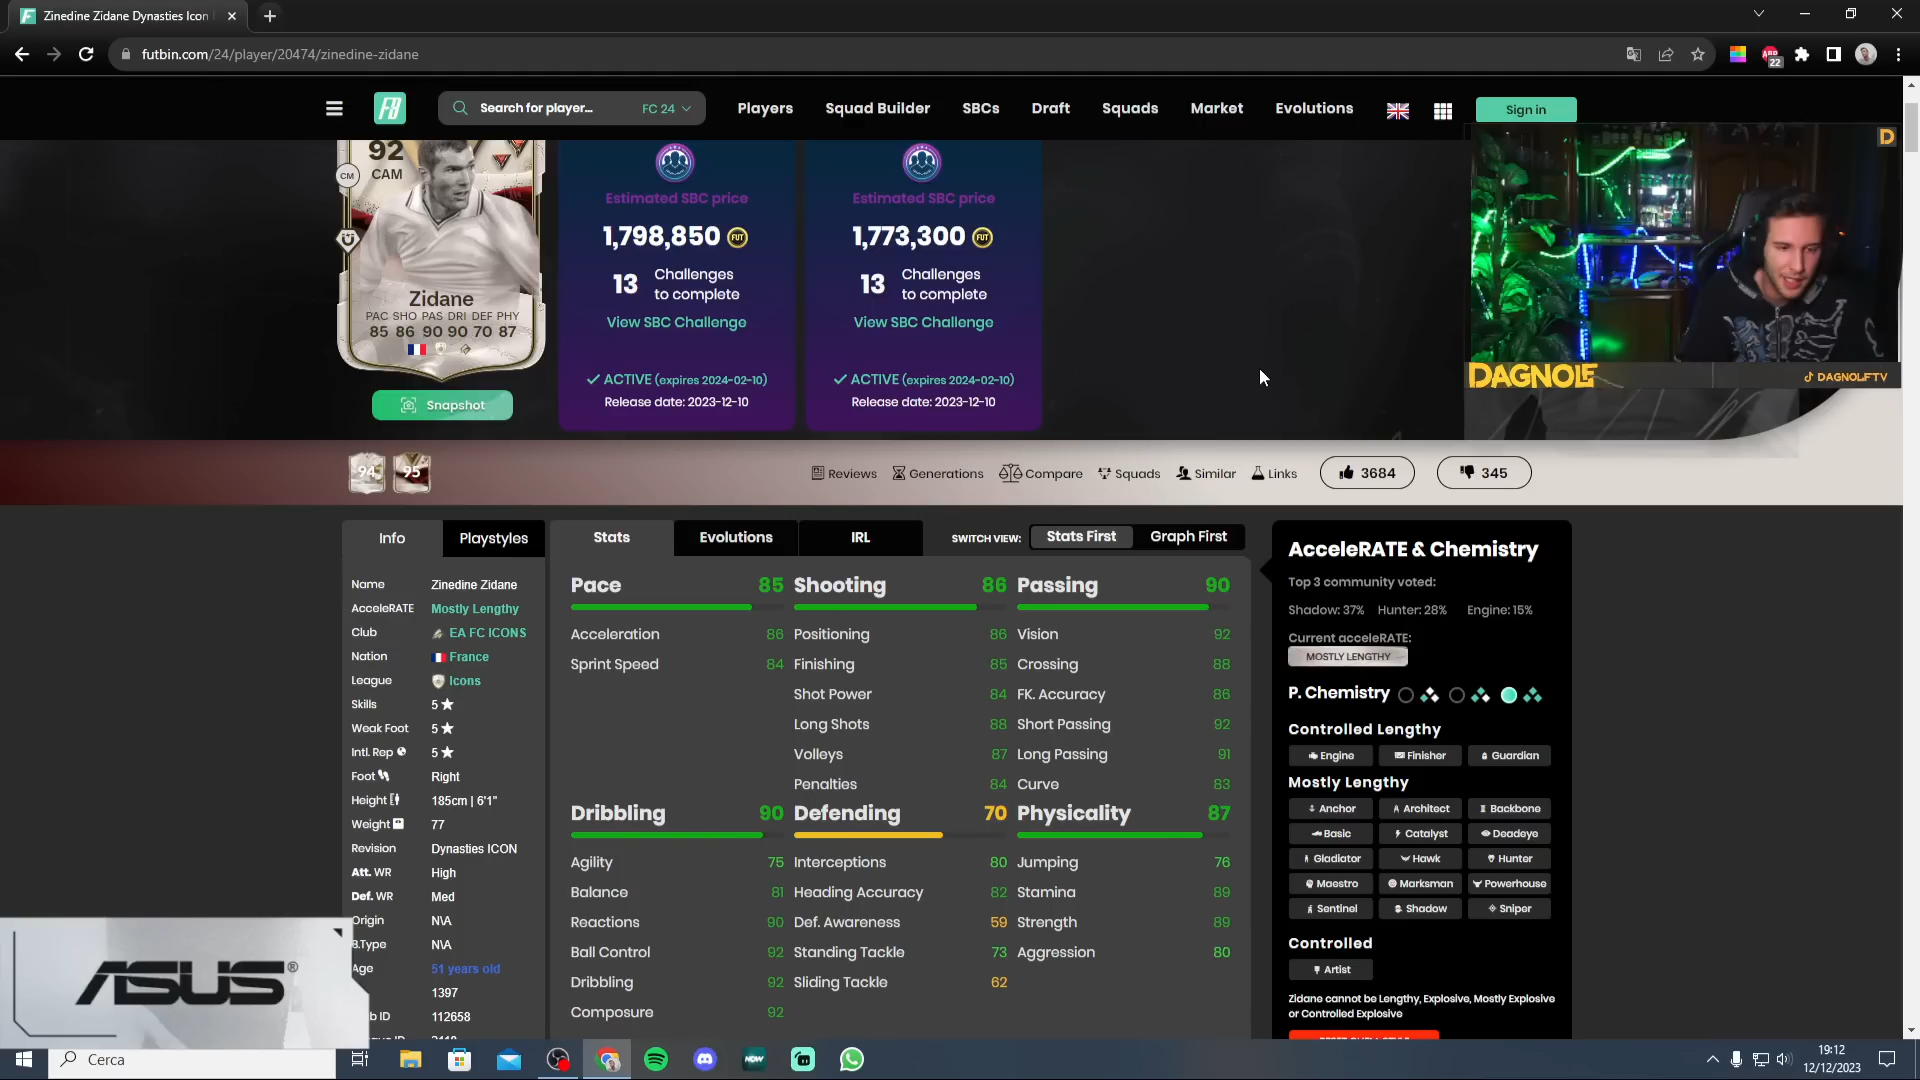 Zinedine Zidane Dynasties Icon
futbin.com/24/player/20474/zinedine-zidane
22
Search for player...
FC 24
Players
Squad Builder
SBCs
Draft
Squads
Market
Evolutions
Sign in
92
CAM
CM
Zidane
PAC SHO PAS DRI DEF PHY
85 86 90 90 70 87
Snapshot
Estimated SBC price
1,798,850 FUT
13 Challenges
to complete
View SBC Challenge
ACTIVE (expires 2024-02-10)
Release date: 2023-12-10
Estimated SBC price
1,773,300 FUT
13 Challenges
to complete
View SBC Challenge
ACTIVE (expires 2024-02-10)
Release date: 2023-12-10
D
DAGNOLF
DAGNOLFTV
94
95
Reviews
Generations
Compare
Squads
Similar
Links
3684
345
Info
Playstyles
Name Zinedine Zidane
AcceleRATE Mostly Lengthy
Club EA FC ICONS
Nation France
League Icons
Skills 5
Weak Foot 5
Intl. Rep 5
Foot Right
Height 185cm | 6'1"
Weight 77
Revision Dynasties ICON
Att. WR High
Def. WR Med
Origin N\A
B.Type N\A
Age 51 years old
1397
b ID 112658
Stats
Evolutions
IRL
SWITCH VIEW:
Stats First
Graph First
Pace 85
Acceleration 86
Sprint Speed 84
Shooting 86
Positioning 86
Finishing 85
Shot Power 84
Long Shots 88
Volleys 87
Penalties 84
Passing 90
Vision 92
Crossing 88
FK. Accuracy 86
Short Passing 92
Long Passing 91
Curve 83
Dribbling 90
Agility 75
Balance 81
Reactions 90
Ball Control 92
Dribbling 92
Composure 92
Defending 70
Interceptions 80
Heading Accuracy 82
Def. Awareness 59
Standing Tackle 73
Sliding Tackle 62
Physicality 87
Jumping 76
Stamina 89
Strength 89
Aggression 80
AcceleRATE & Chemistry
Top 3 community voted:
Shadow: 37% Hunter: 28% Engine: 15%
Current acceleRATE:
MOSTLY LENGTHY
P. Chemistry
Controlled Lengthy
Engine Finisher Guardian
Mostly Lengthy
Anchor Architect Backbone
Basic Catalyst Deadeye
Gladiator Hawk Hunter
Maestro Marksman Powerhouse
Sentinel Shadow Sniper
Controlled
Artist
Zidane cannot be Lengthy, Explosive, Mostly Explosive
or Controlled Explosive
ASUS®
Cerca
NOW
19:12
12/12/2023